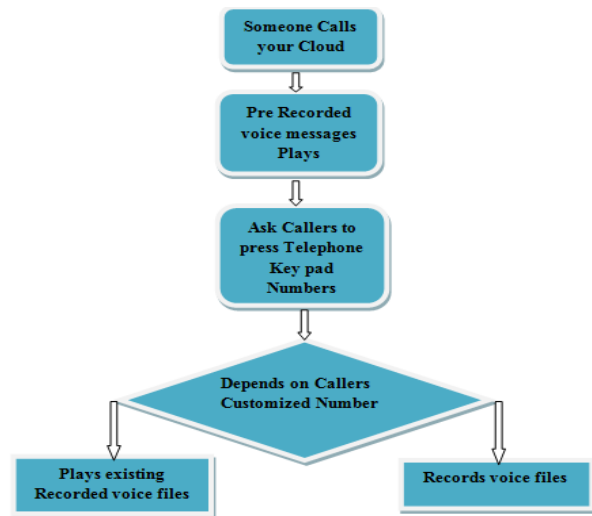 Someone Calls
your Cloud
Pre Recorded
voice messages
Plays
Ask Callers to
press Telephone
Key pad
Numbers
Depends on Callers
Customized Number
Plays existing
Recorded voice files
Records voice files